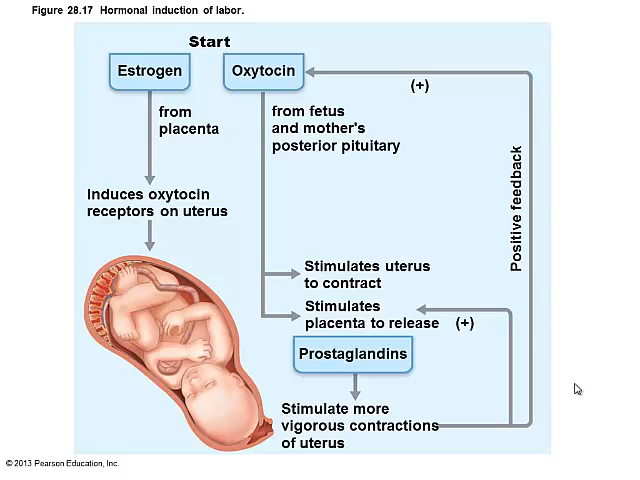 Figure 28.17 Hormonal induction of labor.
Start
Estrogen
Oxytocin
(+)
from
placenta
from fetus
and mother's
posterior pituitary
Positive feedback
Induces oxytocin
receptors on uterus
Stimulates uterus
to contract
Stimulates
placenta to release
(+)
Prostaglandins
Stimulate more
vigorous contractions
of uterus
© 2013 Pearson Education, Inc.